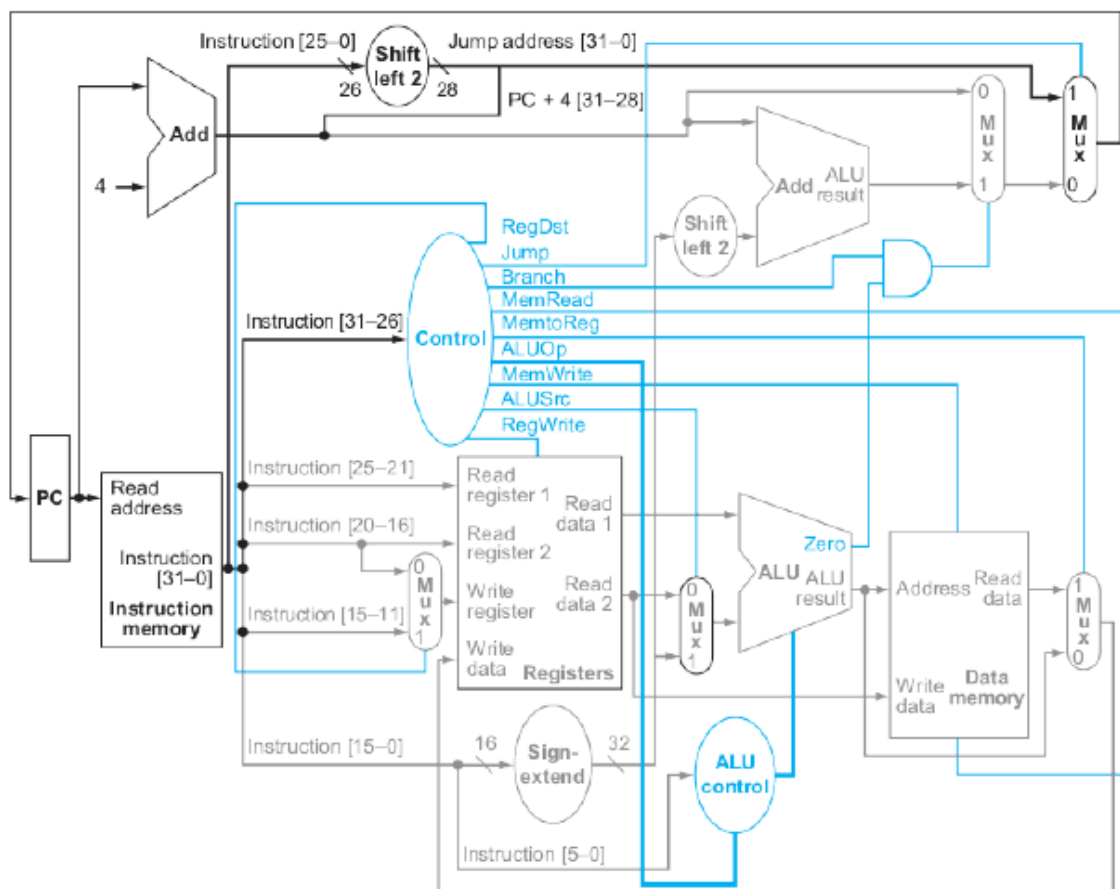 Instruction [25–0]
Shift
left 2
Jump address [31–0]
26
28
PC + 4 [31–28]
Add
4
0
M
u
x
1
1
M
u
x
0
Add
ALU
result
Shift
left 2
RegDst
Jump
Branch
MemRead
MemtoReg
ALUOp
MemWrite
ALUSrc
RegWrite
Instruction [31–26]
Control
PC
Read
address
Instruction
[31–0]
Instruction
memory
Instruction [25–21]
Instruction [20–16]
Instruction [15–11]
0
M
u
x
1
Read
register 1
Read
register 2
Write
register
Write
data
Read
data 1
Read
data 2
Registers
0
M
u
x
1
Zero
ALU
ALU
result
Address
Read
data
Write
data
Data
memory
1
M
u
x
0
Instruction [15–0]
16
Sign-
extend
32
ALU
control
Instruction [5–0]